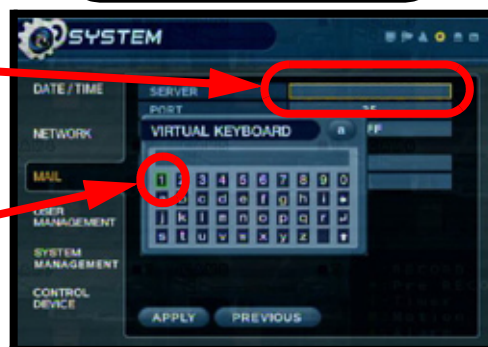 SYSTEM
DATE / TIME
SERVER
PORT 25
NETWORK
VIRTUAL KEYBOARD a
MAIL
1 2 3 4 5 6 7 8 9 0
a b c d e f g h i
j k l m n o p q r
s t u v w x y z
USER
MANAGEMENT
SYSTEM
MANAGEMENT
CONTROL
DEVICE
APPLY PREVIOUS